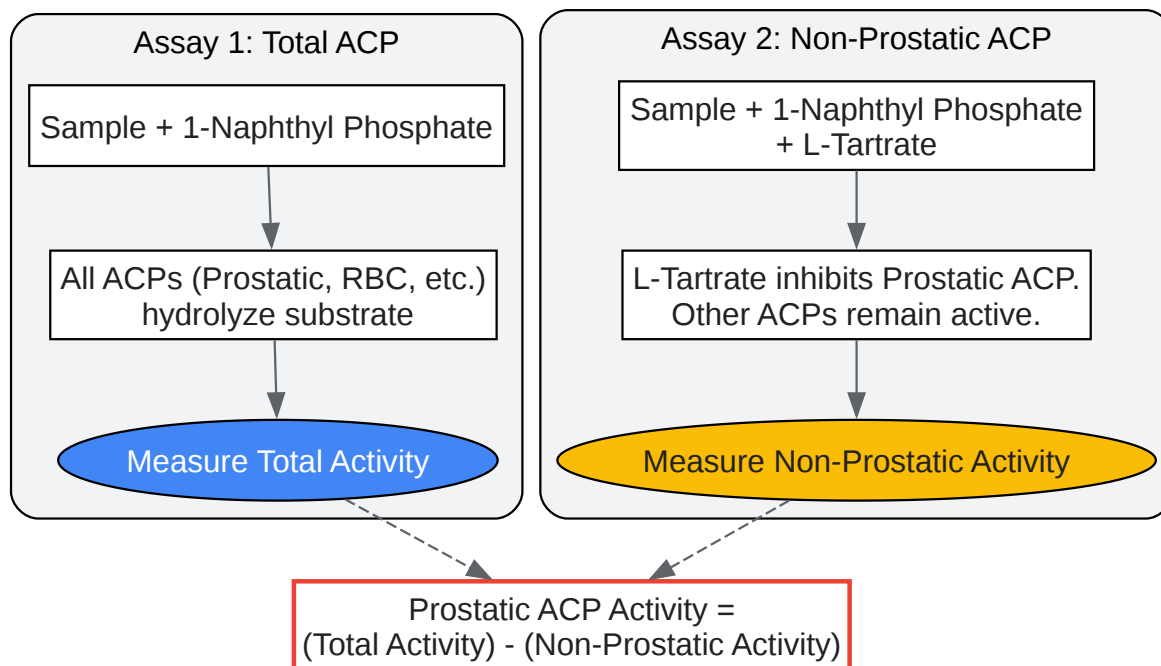 Assay 1: Total ACP
Sample + 1-Naphthyl Phosphate
All ACPs (Prostatic, RBC, etc.)
hydrolyze substrate
Measure Total Activity
Assay 2: Non-Prostatic ACP
Sample + 1-Naphthyl Phosphate
+ L-Tartrate
L-Tartrate inhibits Prostatic ACP.
Other ACPs remain active.
Measure Non-Prostatic Activity
Prostatic ACP Activity =
(Total Activity) - (Non-Prostatic Activity)